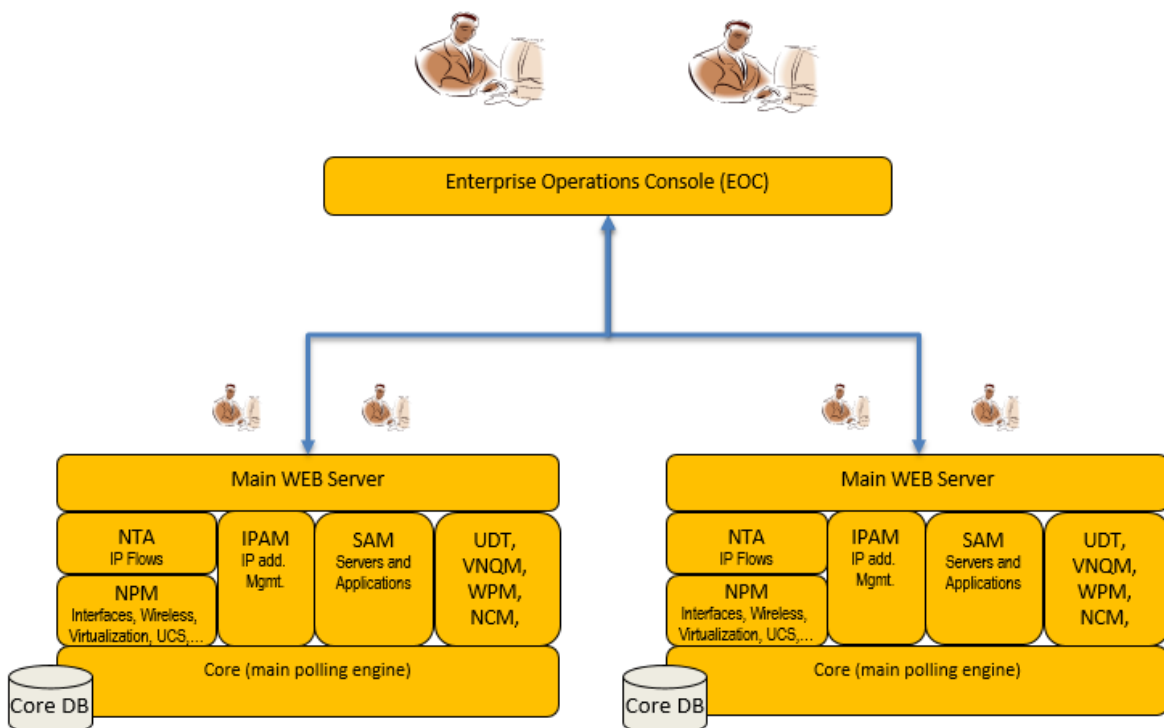 Enterprise Operations Console (EOC)
Main WEB Server
NTA
IP Flows
NPM
Interfaces, Wireless,
Virtualization, UCS,...
IPAM
IP add.
Mgmt.
SAM
Servers and
Applications
UDT,
VNQM,
WPM,
NCM,
Core (main polling engine)
Core DB
Main WEB Server
NTA
IP Flows
NPM
Interfaces, Wireless,
Virtualization, UCS,...
IPAM
IP add.
Mgmt.
SAM
Servers and
Applications
UDT,
VNQM,
WPM,
NCM,
Core (main polling engine)
Core DB